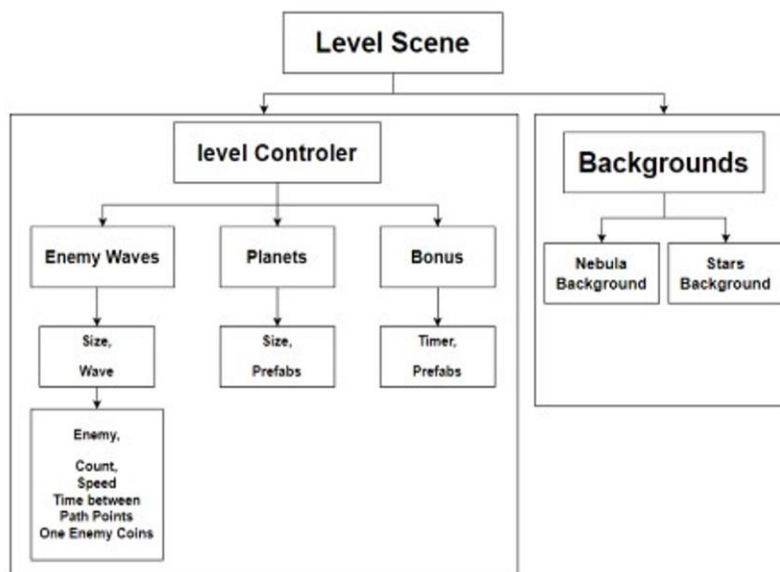 Level Scene
level Controler
Backgrounds
Enemy Waves
Planets
Bonus
Nebula
Background
Stars
Background
Size,
Wave
Size,
Prefabs
Timer,
Prefabs
Enemy,
Count,
Speed
Time between
Path Points
One Enemy Coins